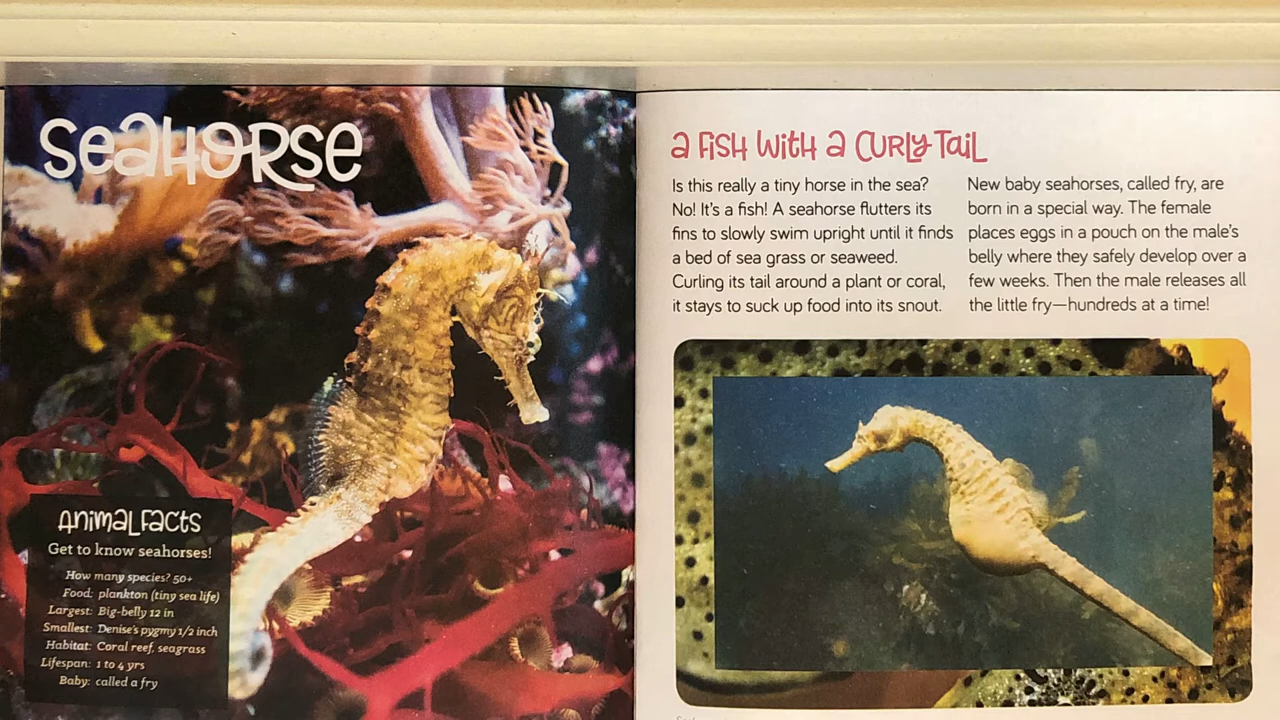 seaHorse
Animal Facts
Get to know seahorses!
How many species? 50+
Food: plankton (tiny sea life)
Largest: Big-belly 12 in
Smallest: Denise's pygmy 1/2 inch
Habitat: Coral reef, seagrass
Lifespan: 1 to 4 yrs
Baby: called a fry
a Fish With a Curly Tail
Is this really a tiny horse in the sea?
No! It's a fish! A seahorse flutters its
fins to slowly swim upright until it finds
a bed of sea grass or seaweed.
Curling its tail around a plant or coral,
it stays to suck up food into its snout.
New baby seahorses, called fry, are
born in a special way. The female
places eggs in a pouch on the male's
belly where they safely develop over a
few weeks. Then the male releases all
the little fry—hundreds at a time!